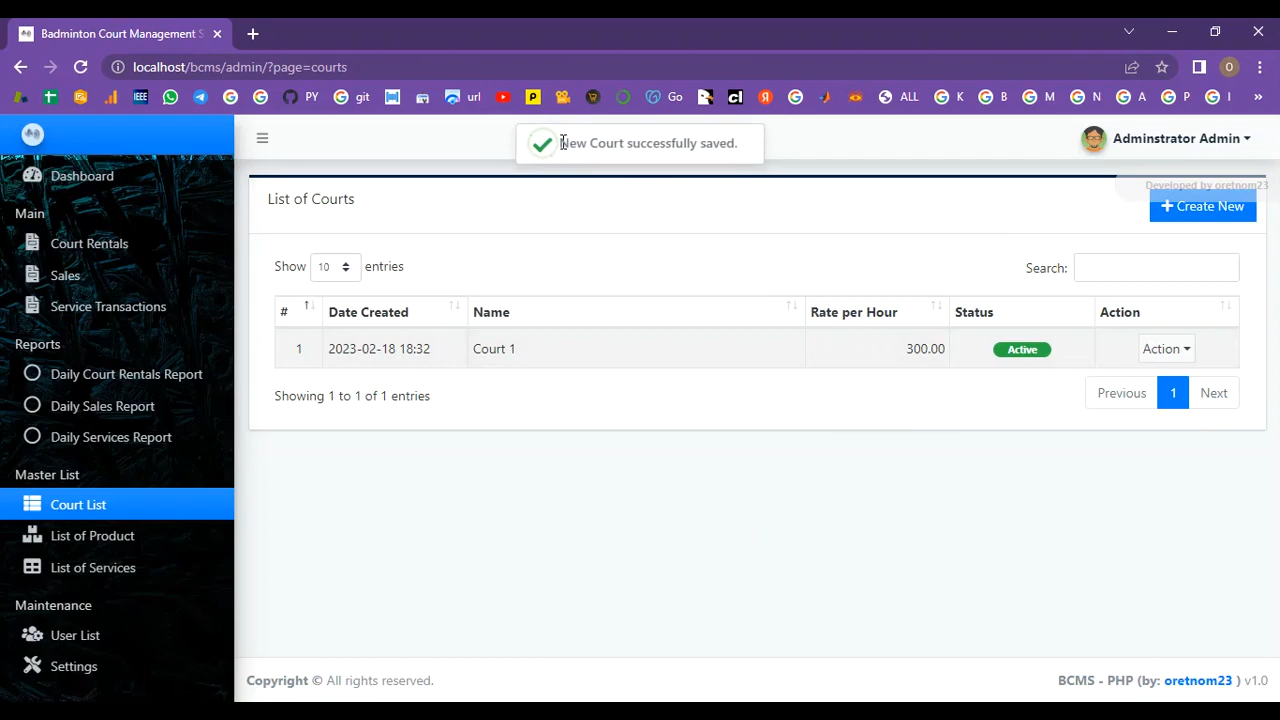 Badminton Court Management S
localhost/bcms/admin/?page=courts
O
IEEE
PY
git
url
Go
ALL
K
B
M
N
A
P
I
»
New Court successfully saved.
Adminstrator Admin
Developed by oretnom23
Dashboard
Main
Court Rentals
Sales
Service Transactions
Reports
Daily Court Rentals Report
Daily Sales Report
Daily Services Report
Master List
Court List
List of Product
List of Services
Maintenance
User List
Settings
List of Courts
+ Create New
Show 10 entries
Search:
# Date Created Name Rate per Hour Status Action
1 2023-02-18 18:32 Court 1 300.00 Active Action
Showing 1 to 1 of 1 entries
Previous 1 Next
Copyright © All rights reserved.
BCMS - PHP (by: oretnom23 ) v1.0